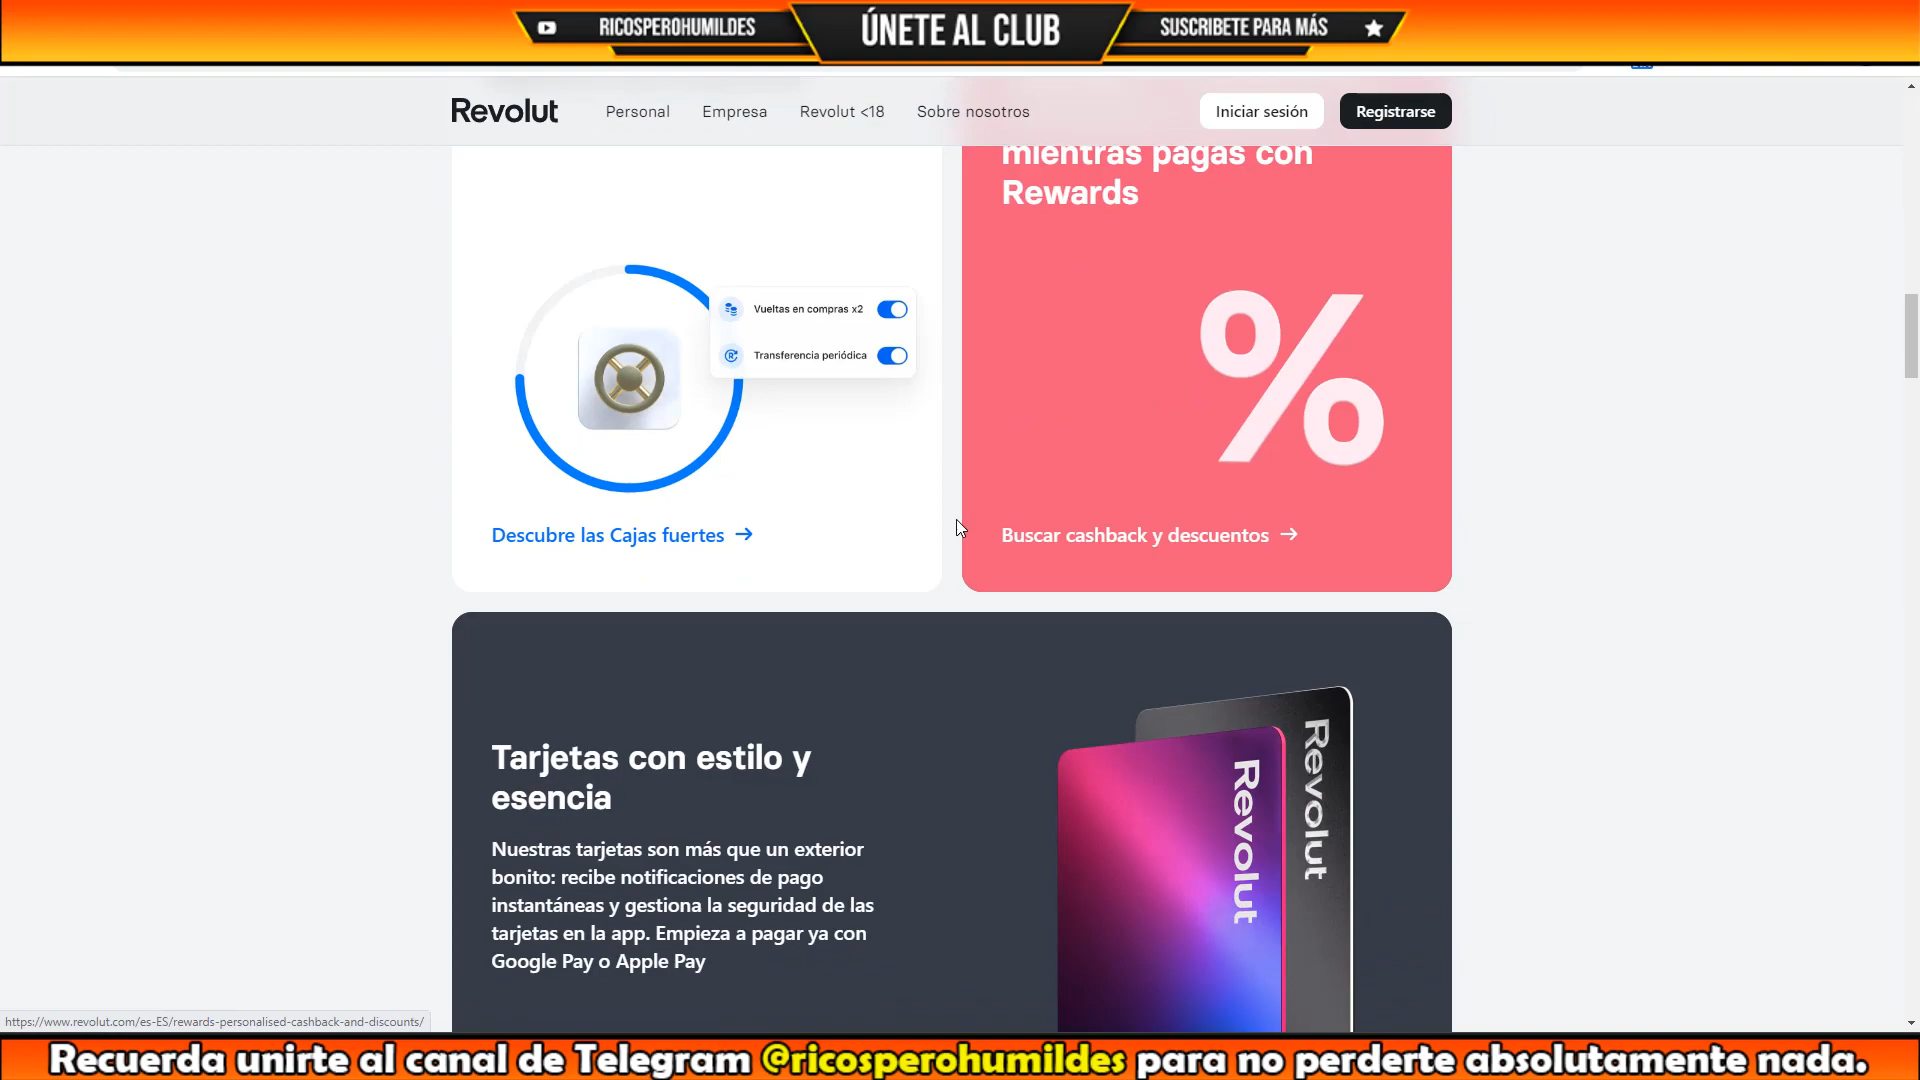 RICOSPEROHUMILDES
ÚNETE AL CLUB
SUSCRIBETE PARA MÁS
Revolut
Personal
Empresa
Revolut <18
Sobre nosotros
Iniciar sesión
Registrarse
mientras pagas con
Rewards
Vueltas en compras x2
Transferencia periódica
%
Descubre las Cajas fuertes →
Buscar cashback y descuentos →
Tarjetas con estilo y
esencia
Nuestras tarjetas son más que un exterior
bonito: recibe notificaciones de pago
instantáneas y gestiona la seguridad de las
tarjetas en la app. Empieza a pagar ya con
Google Pay o Apple Pay
Revolut
Revolut
https://www.revolut.com/es-ES/rewards-personalised-cashback-and-discounts/
Recuerda unirte al canal de Telegram @ricosperohumildes para no perderte absolutamente nada.